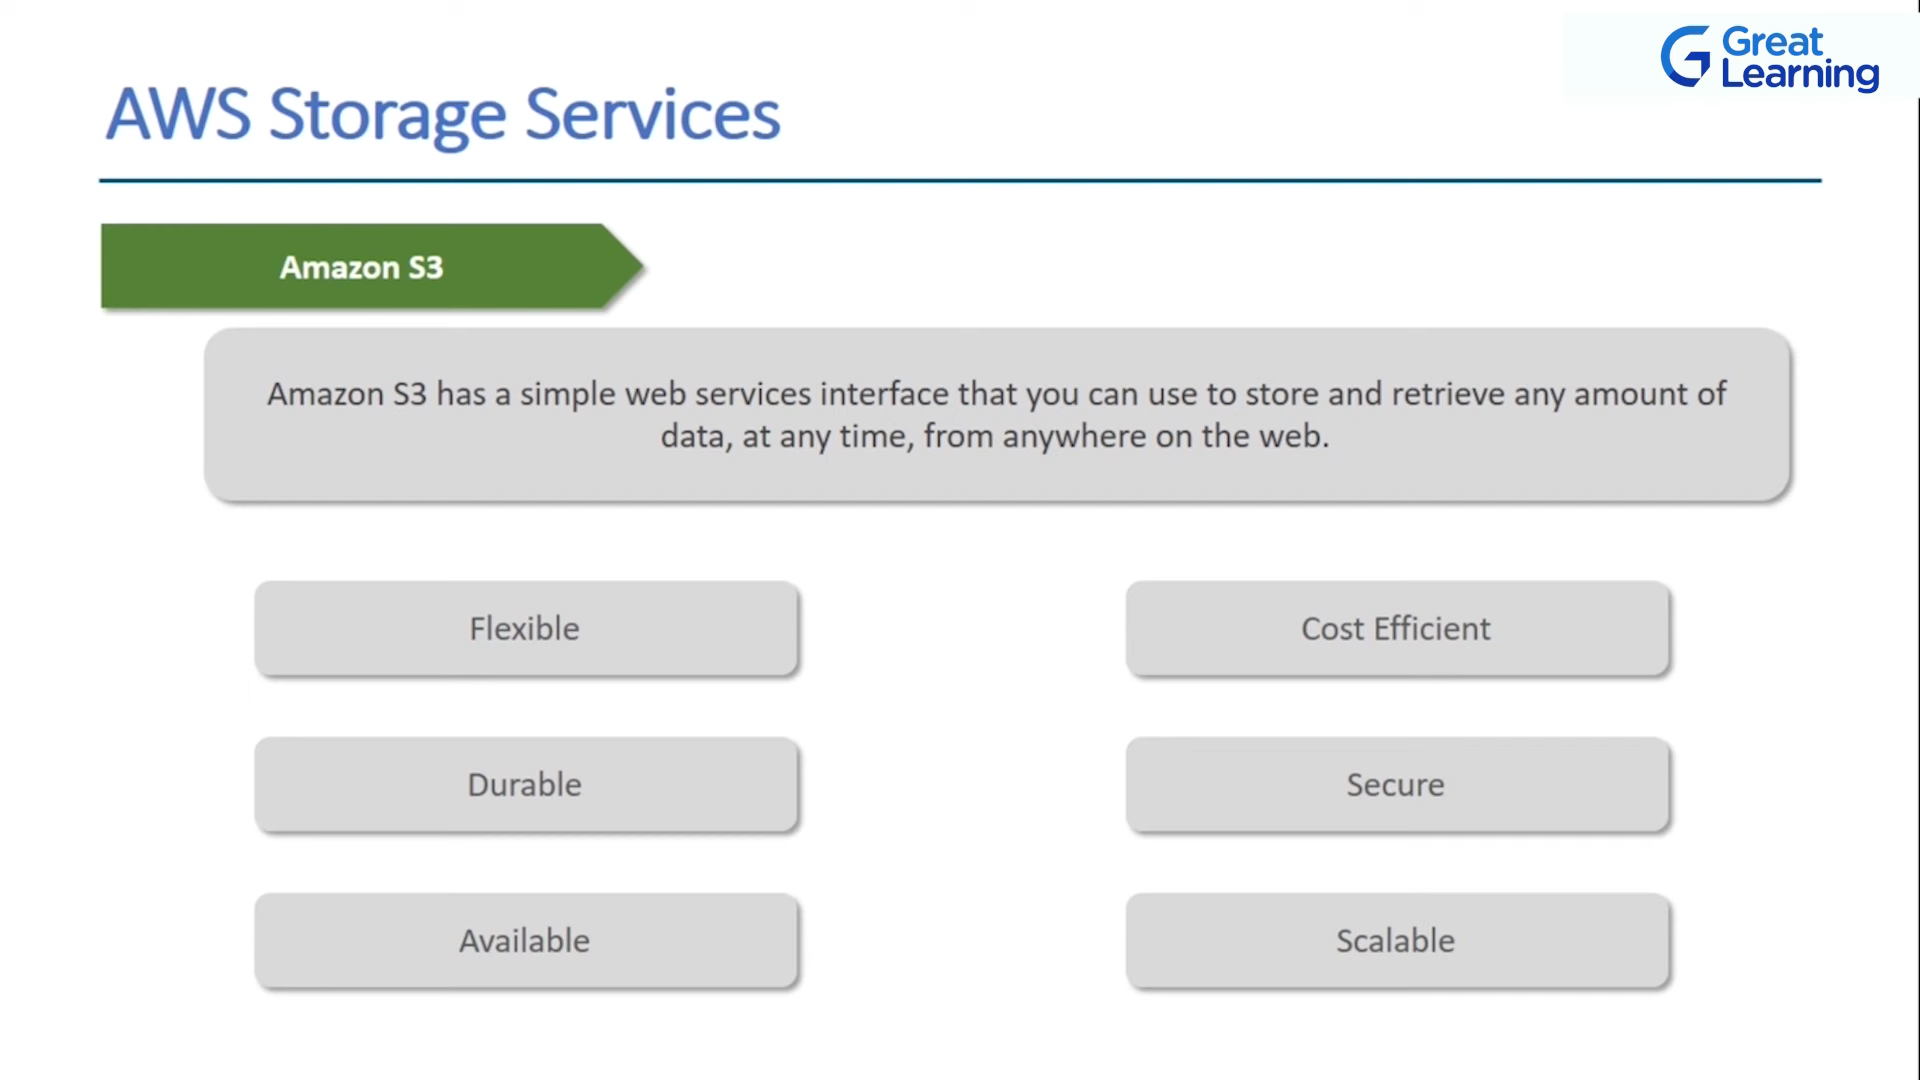 Great
Learning
AWS Storage Services
Amazon S3
Amazon S3 has a simple web services interface that you can use to store and retrieve any amount of
data, at any time, from anywhere on the web.
Flexible
Cost Efficient
Durable
Secure
Available
Scalable